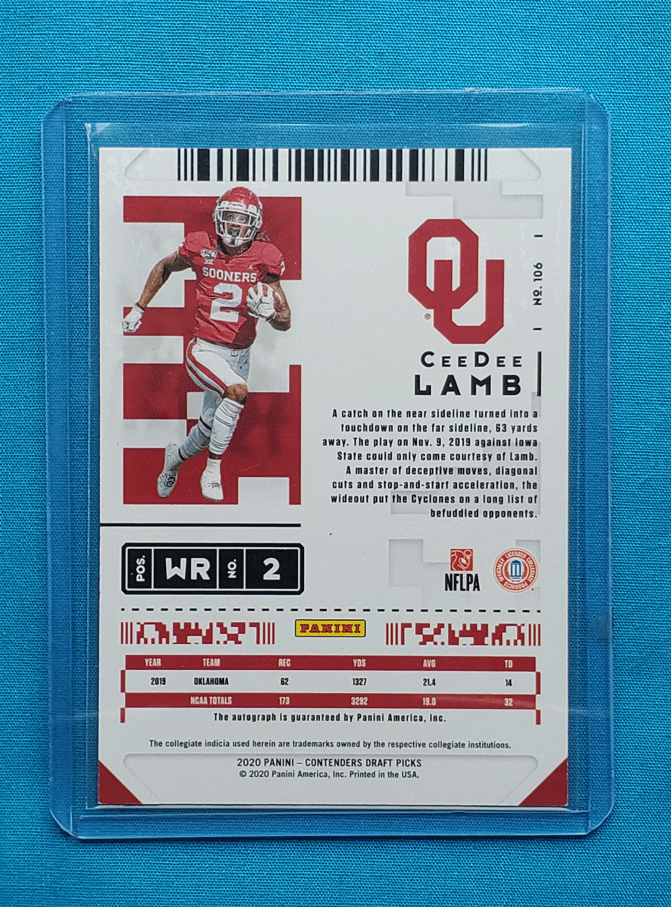 SOONERS
2
OU
®
Nº. 106
CEEDEE
LAMB
A catch on the near sideline turned into a
touchdown on the far sideline, 63 yards
away. The play on Nov. 9, 2019 against Iowa
State could only come courtesy of Lamb.
A master of deceptive moves, diagonal
cuts and stop-and-start acceleration, the
wideout put the Cyclones on a long list of
befuddled opponents.
POS. WR NO. 2
NFLPA
PANINI
YEAR TEAM REC YDS AVG TD
2019 OKLAHOMA 62 1327 21.4 14
NCAA TOTALS 173 3292 19.0 32
The autograph is guaranteed by Panini America, Inc.
The collegiate indicia used herein are trademarks owned by the respective collegiate institutions.
2020 PANINI – CONTENDERS DRAFT PICKS
© 2020 Panini America, Inc. Printed in the USA.